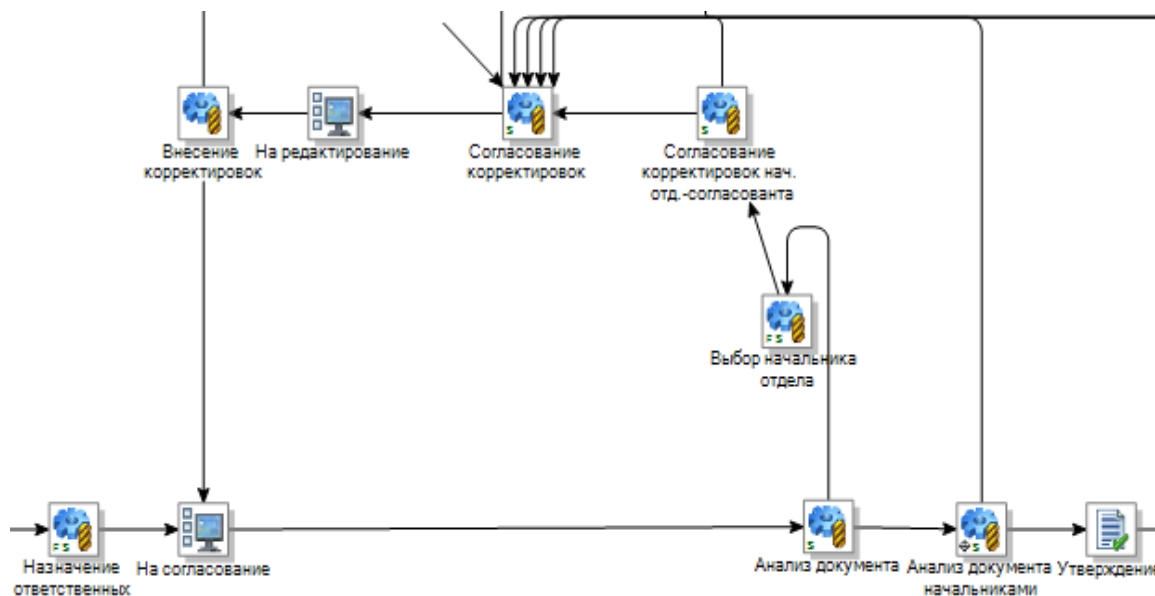 Внесение
корректировок
На редактирование
Согласование
корректировок
Согласование
корректировок нач.
отд.-согласованта
Выбор начальника
отдела
Назначение
ответственных
На согласование
Анализ документа
Анализ документа
начальниками
Утверждение